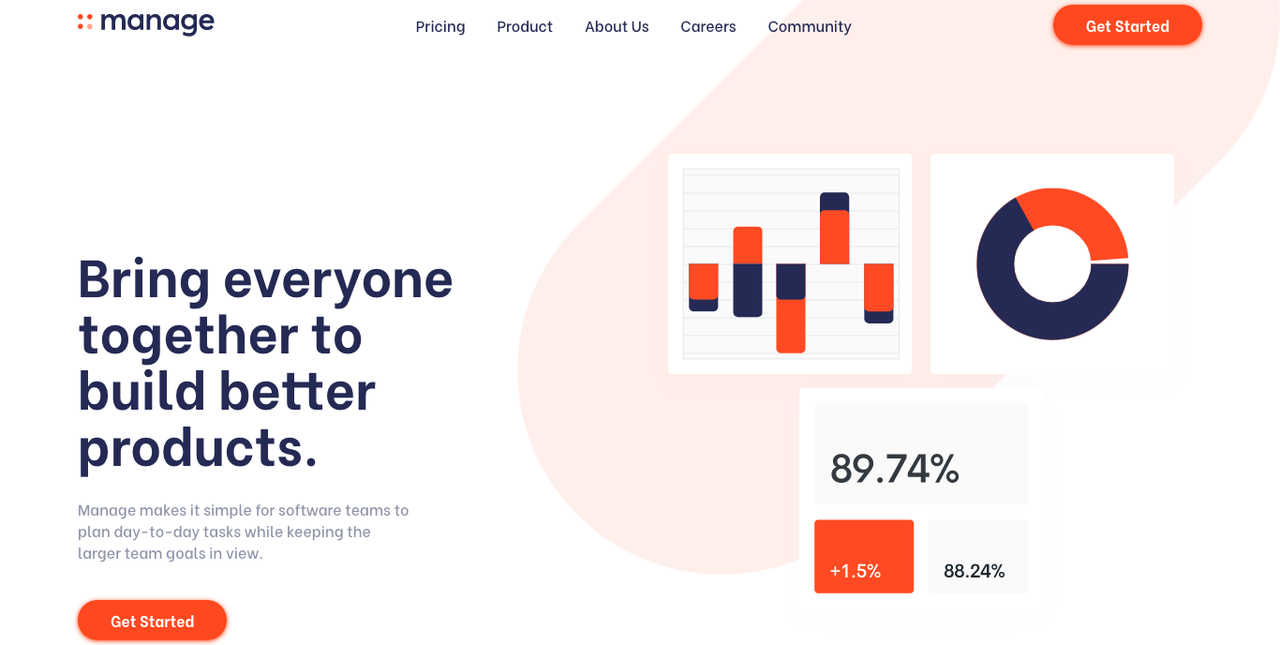 manage
Pricing Product About Us Careers Community
Get Started
Bring everyone
together to
build better
products.
Manage makes it simple for software teams to
plan day-to-day tasks while keeping the
larger team goals in view.
Get Started
89.74%
+1.5%
88.24%